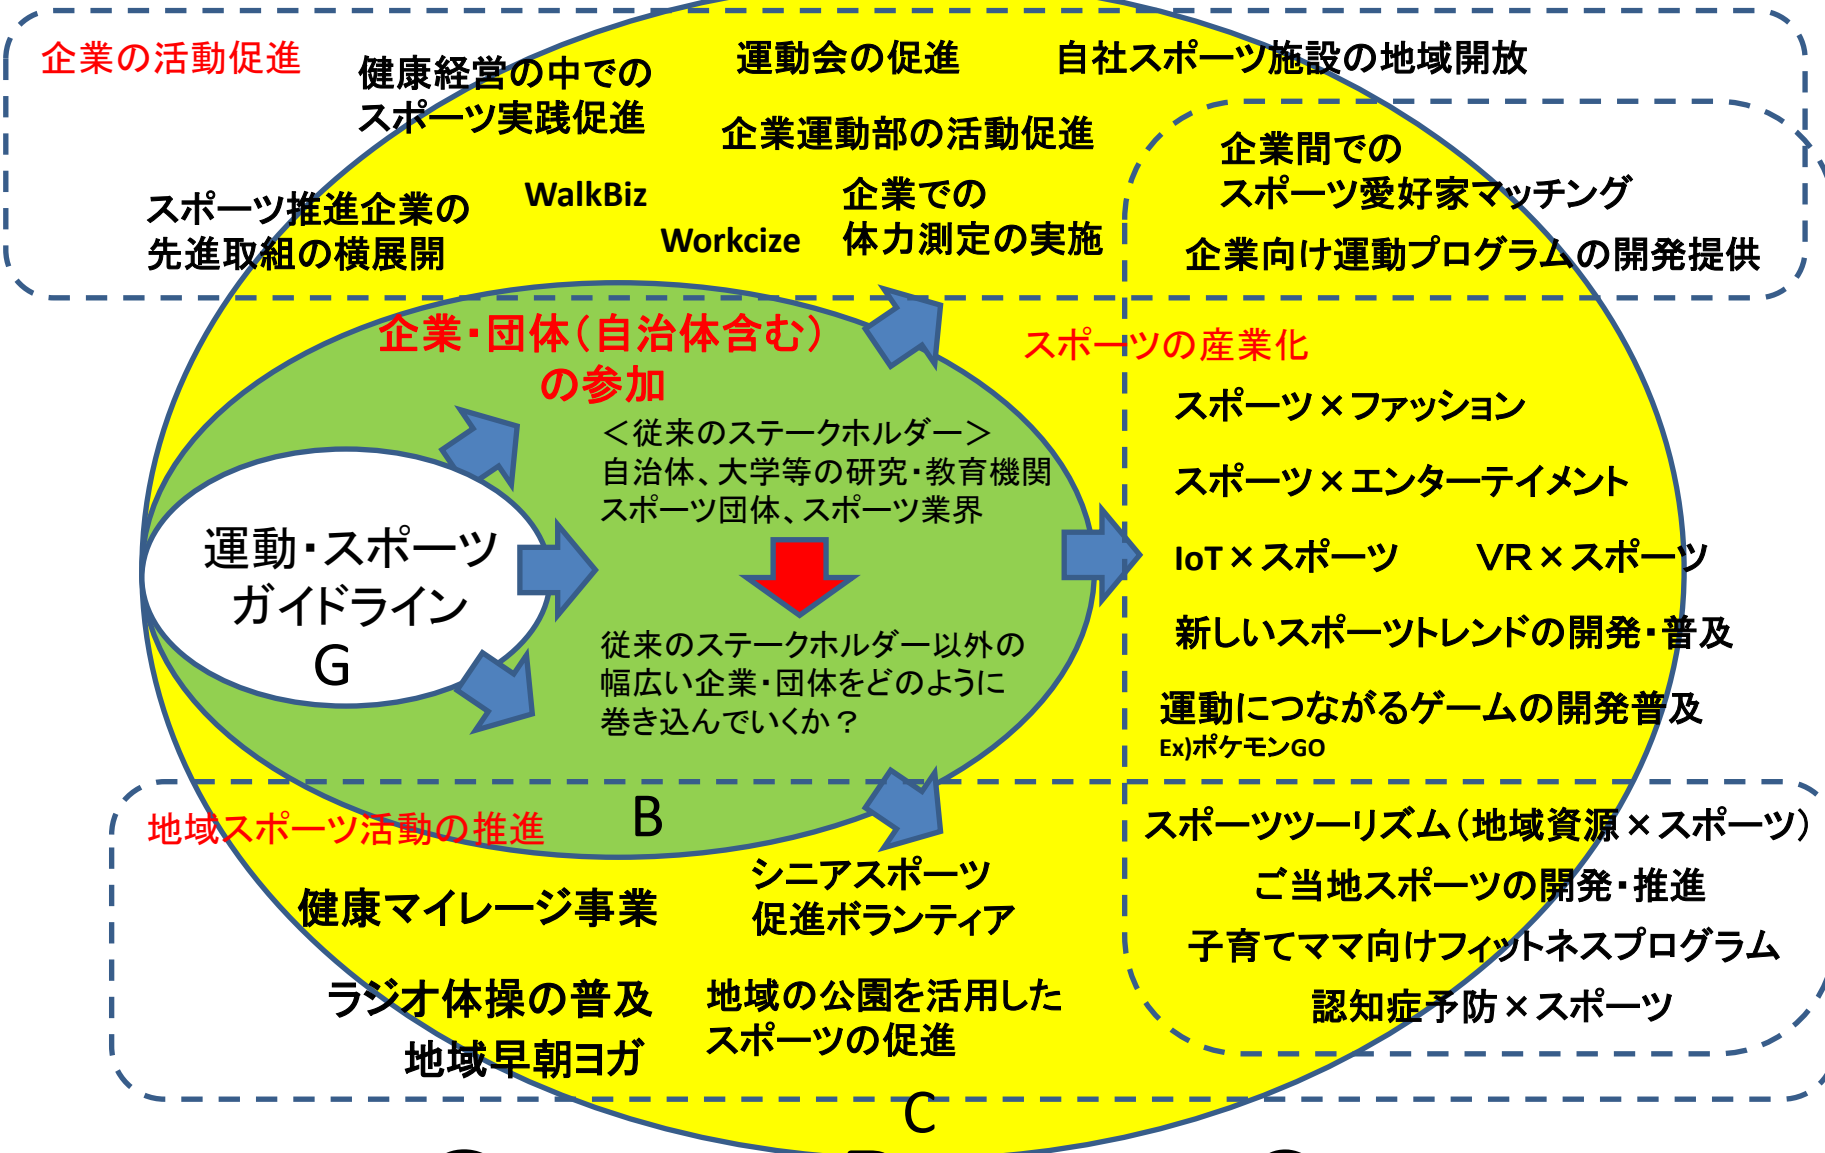 企業の活動促進
健康経営の中での
スポーツ実践促進
運動会の促進
自社スポーツ施設の地域開放
企業運動部の活動促進
スポーツ推進企業の
先進取組の横展開
WalkBiz
Workcize
企業での
体力測定の実施
企業間での
スポーツ愛好家マッチング
企業向け運動プログラムの開発提供
企業・団体(自治体含む)
の参加
<従来のステークホルダー>
自治体、大学等の研究・教育機関
スポーツ団体、スポーツ業界
従来のステークホルダー以外の
幅広い企業・団体をどのように
巻き込んでいくか?
運動・スポーツ
ガイドライン
G
B
スポーツの産業化
スポーツ×ファッション
スポーツ×エンターテイメント
IoT×スポーツ VR×スポーツ
新しいスポーツトレンドの開発・普及
運動につながるゲームの開発普及
Ex)ポケモンGO
地域スポーツ活動の推進
健康マイレージ事業
シニアスポーツ
促進ボランティア
ラジオ体操の普及
地域早朝ヨガ
地域の公園を活用した
スポーツの促進
スポーツツーリズム(地域資源×スポーツ)
ご当地スポーツの開発・推進
子育てママ向けフィットネスプログラム
認知症予防×スポーツ
C